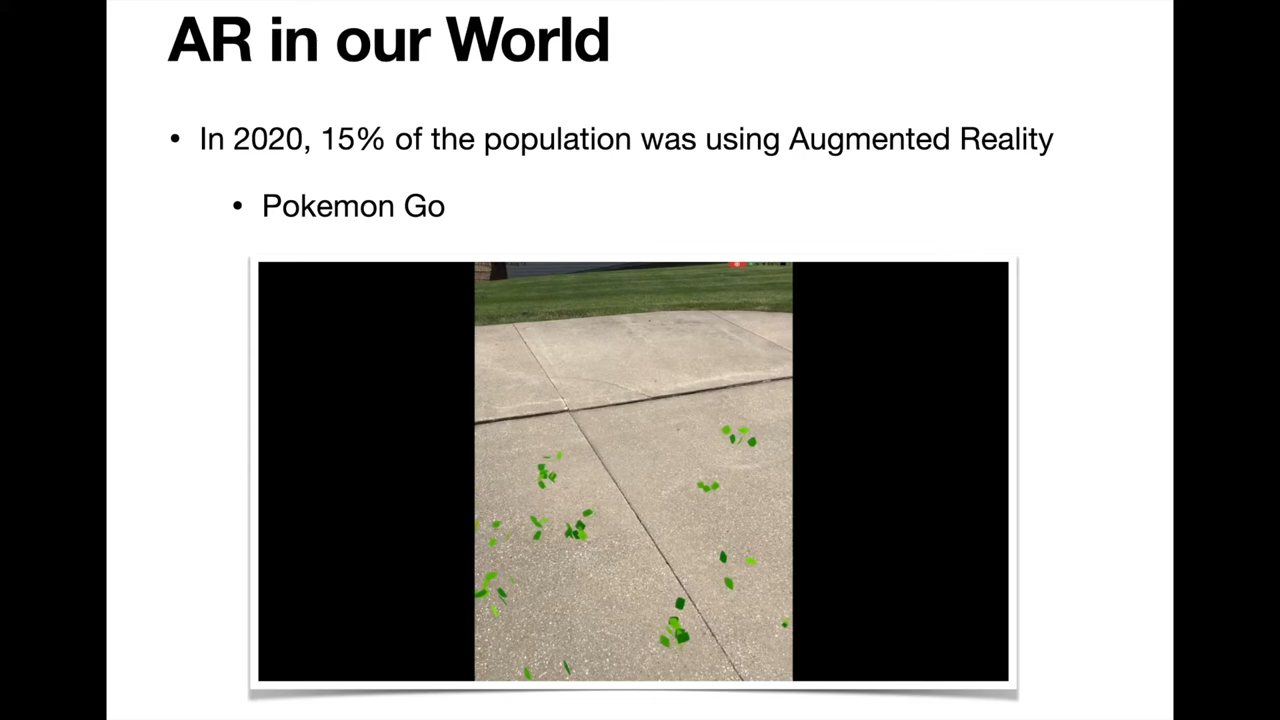 AR in our World
• In 2020, 15% of the population was using Augmented Reality
• Pokemon Go